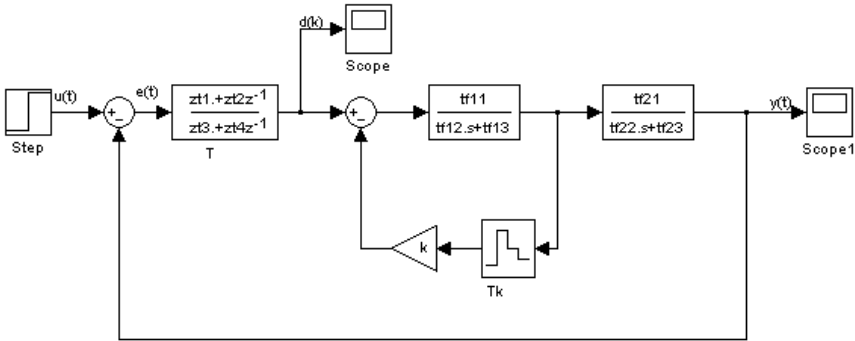 d(k)
Scope
u(t)
e(t)
zt1.+zt2z-1
zt3.+zt4z-1
tf11
tf12.s+tf13
tf21
tf22.s+tf23
y(t)
Step
T
Scope1
k
Tk